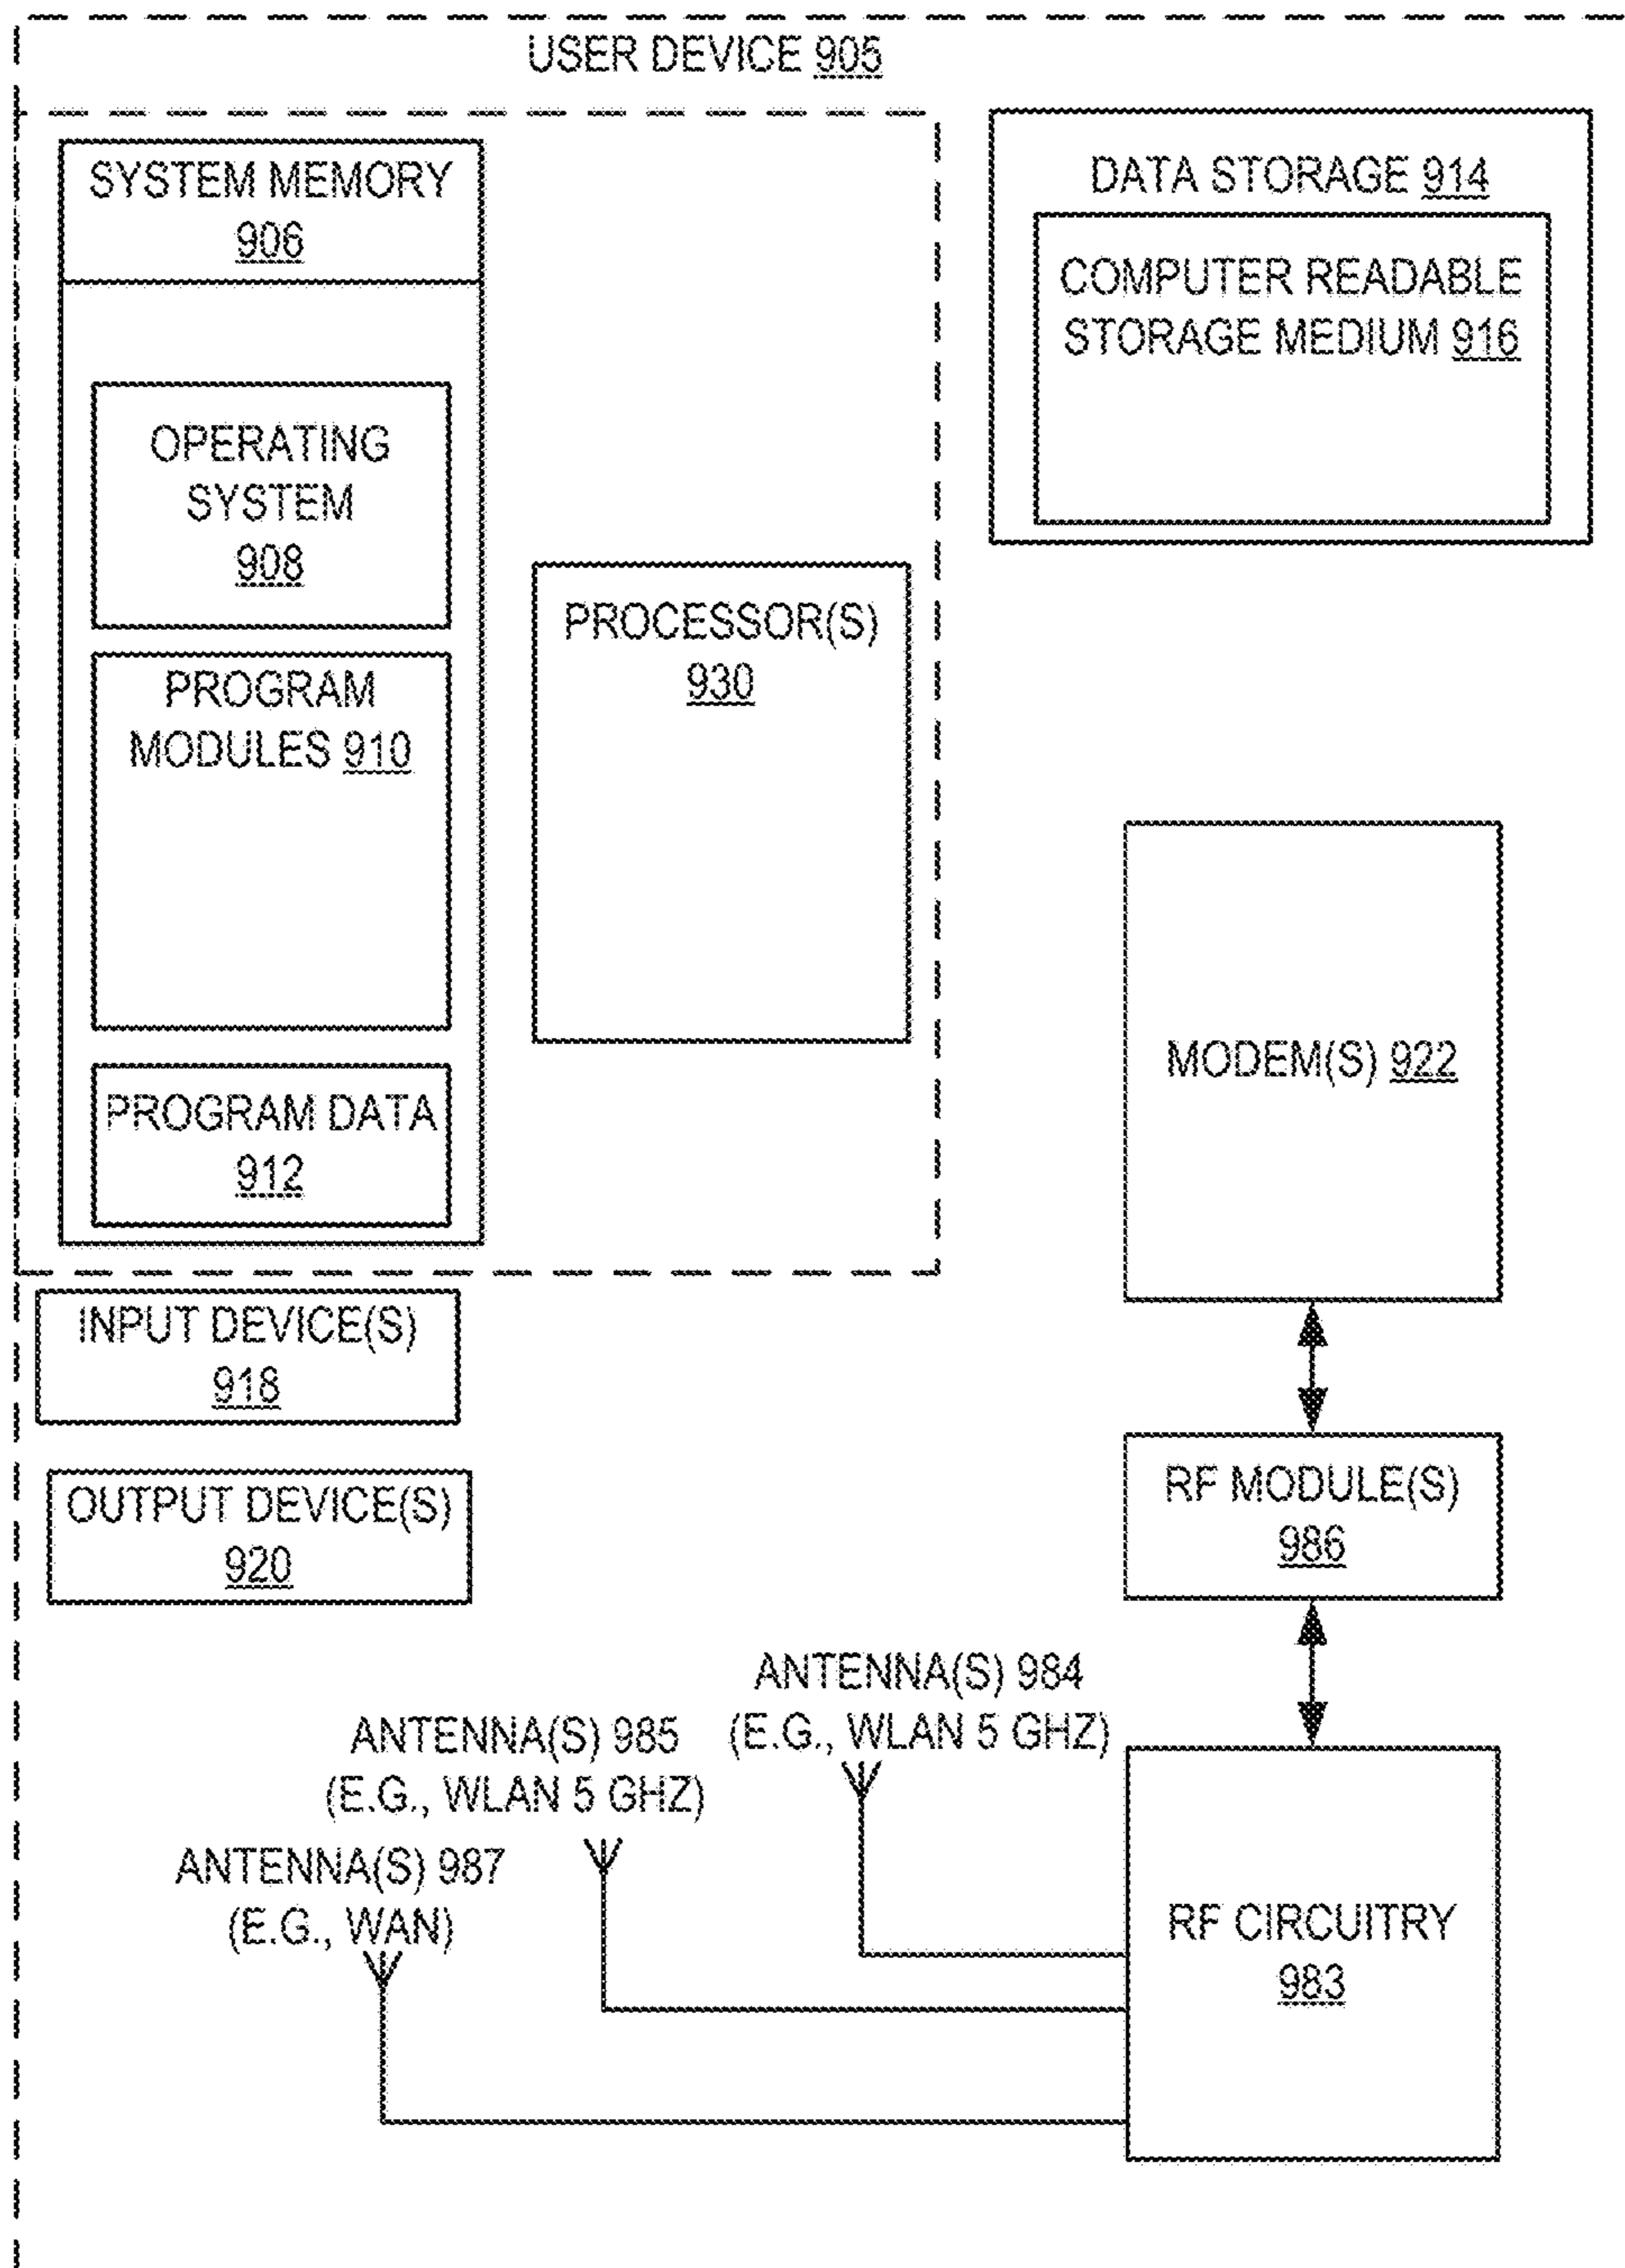 USER DEVICE 905
SYSTEM MEMORY
906
OPERATING
SYSTEM
908
PROGRAM
MODULES 910
PROGRAM DATA
912
PROCESSOR(S)
930
DATA STORAGE 914
COMPUTER READABLE
STORAGE MEDIUM 916
MODEM(S) 922
INPUT DEVICE(S)
918
OUTPUT DEVICE(S)
920
RF MODULE(S)
986
ANTENNA(S) 984
(E.G., WLAN 5 GHZ)
ANTENNA(S) 985
(E.G., WLAN 5 GHZ)
ANTENNA(S) 987
(E.G., WAN)
RF CIRCUITRY
983